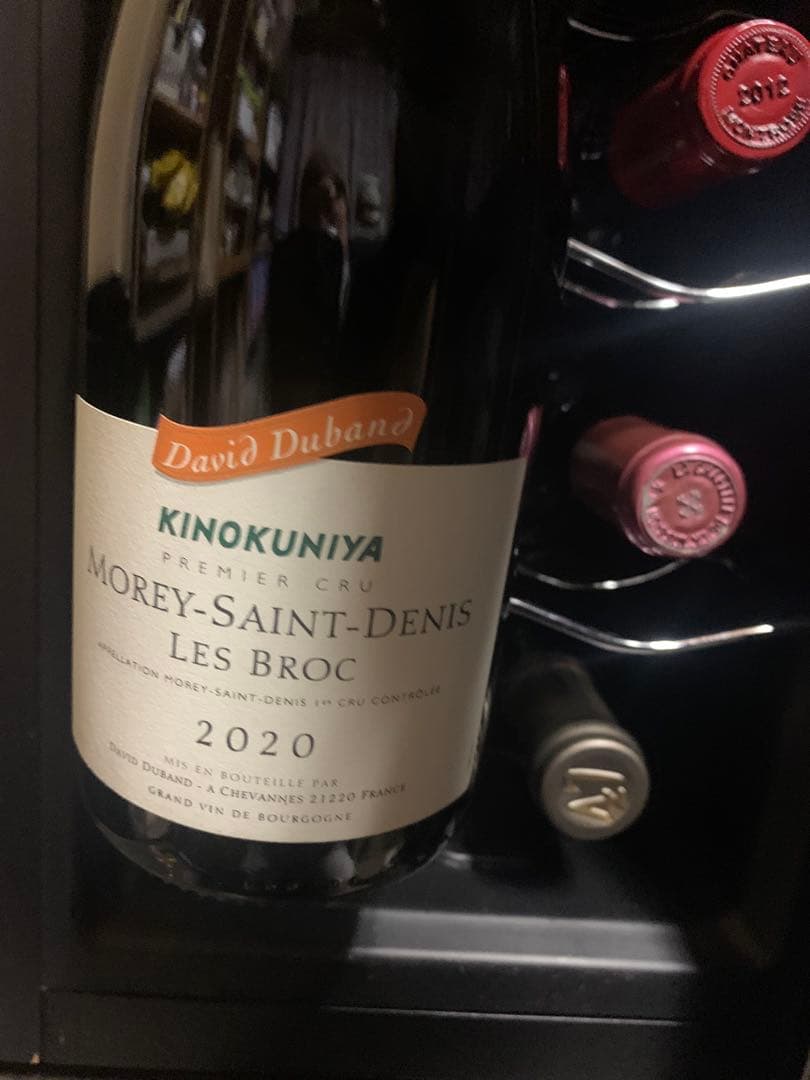 David Duband
KINOKUNIYA
PREMIER CRU
MOREY-SAINT-DENIS
LES BROC
APPELLATION MOREY-SAINT-DENIS 1er CRU CONTRÔLÉE
2020
MIS EN BOUTEILLE PAR
DAVID DUBAND - A CHEVANNES 21220 FRANCE
GRAND VIN DE BOURGOGNE
CHATEAU
2012